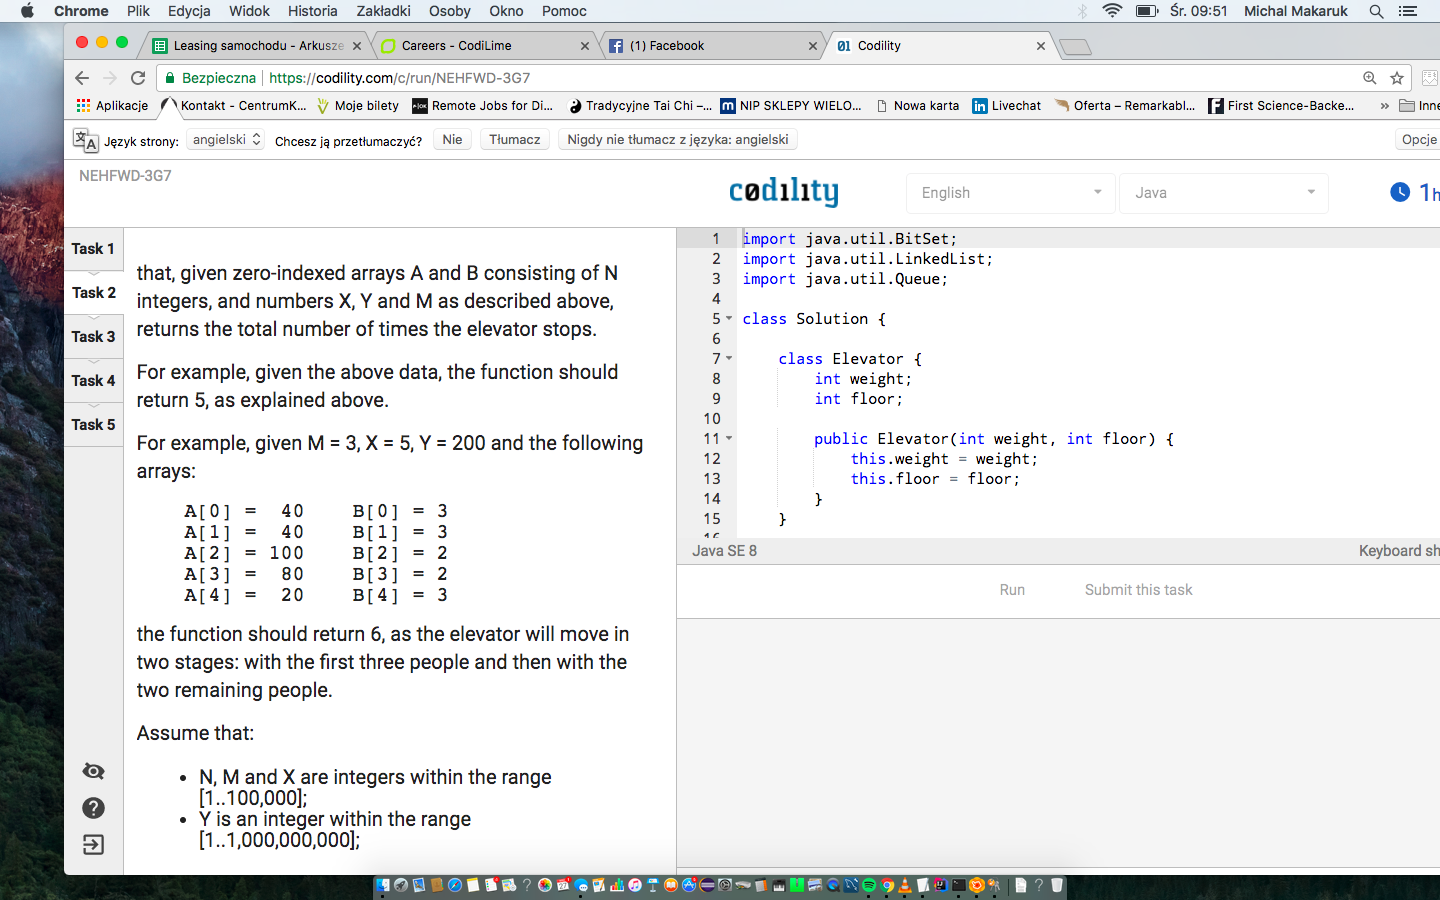 Chrome Plik Edycja Widok Historia Zakładki Osoby Okno Pomoc Śr. 09:51 Michal Makaruk
Leasing samochodu - Arkusze Careers - CodiLime (1) Facebook Codility
Bezpieczna https://codility.com/c/run/NEHFWD-3G7
Aplikacje Kontakt - CentrumK... Moje bilety Remote Jobs for Di... Tradycyjne Tai Chi –... NIP SKLEPY WIELO... Nowa karta Livechat Oferta – Remarkabl... First Science-Backe... » Inne
Język strony: angielski Chcesz ją przetłumaczyć? Nie Tłumacz Nigdy nie tłumacz z języka: angielski Opcje
NEHFWD-3G7
codility English Java 1h
Task 1
Task 2
Task 3
Task 4
Task 5
that, given zero-indexed arrays A and B consisting of N
integers, and numbers X, Y and M as described above,
returns the total number of times the elevator stops.
For example, given the above data, the function should
return 5, as explained above.
For example, given M = 3, X = 5, Y = 200 and the following
arrays:
A[0] = 40 B[0] = 3
A[1] = 40 B[1] = 3
A[2] = 100 B[2] = 2
A[3] = 80 B[3] = 2
A[4] = 20 B[4] = 3
the function should return 6, as the elevator will move in
two stages: with the first three people and then with the
two remaining people.
Assume that:
• N, M and X are integers within the range
[1..100,000];
• Y is an integer within the range
[1..1,000,000,000];
1 import java.util.BitSet;
2 import java.util.LinkedList;
3 import java.util.Queue;
4
5 class Solution {
6
7 class Elevator {
8 int weight;
9 int floor;
10
11 public Elevator(int weight, int floor) {
12 this.weight = weight;
13 this.floor = floor;
14 }
15 }
16
Java SE 8 Keyboard sh
Run Submit this task